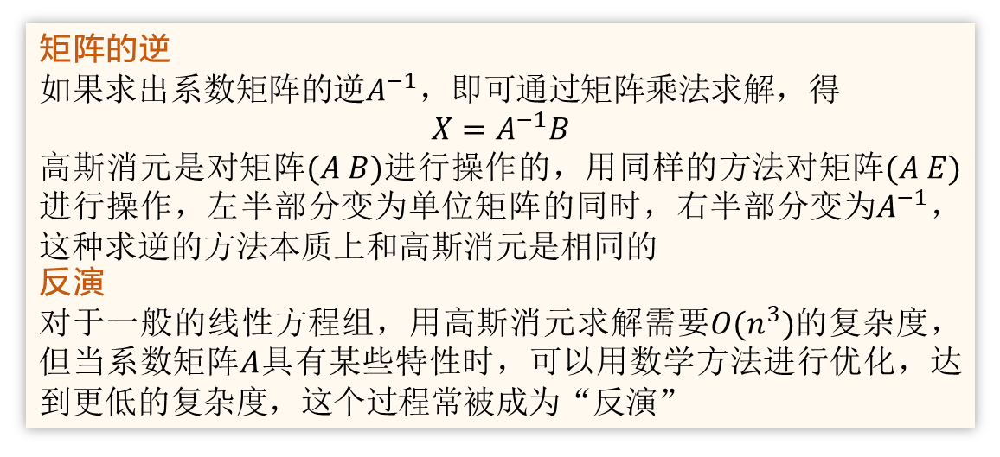 矩阵的逆
如果求出系数矩阵的逆A⁻¹，即可通过矩阵乘法求解，得
X = A⁻¹B
高斯消元是对矩阵(A B)进行操作的，用同样的方法对矩阵(A E)
进行操作，左半部分变为单位矩阵的同时，右半部分变为A⁻¹，
这种求逆的方法本质上和高斯消元是相同的
反演
对于一般的线性方程组，用高斯消元求解需要O(n³)的复杂度，
但当系数矩阵A具有某些特性时，可以用数学方法进行优化，达
到更低的复杂度，这个过程常被成为“反演”